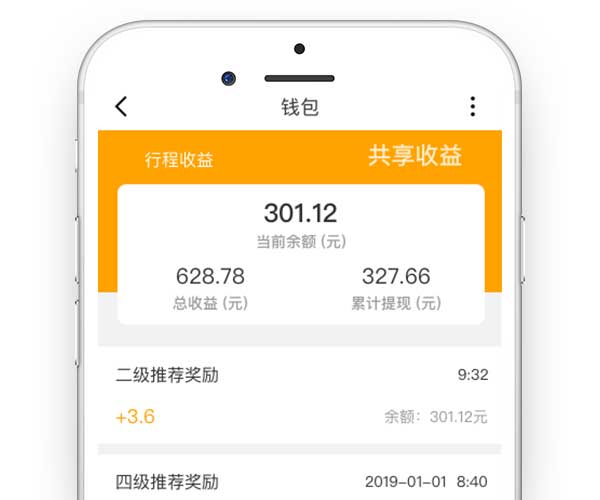 钱包
行程收益 共享收益
301.12
当前余额 (元)
628.78 327.66
总收益 (元) 累计提现 (元)
二级推荐奖励 9:32
+3.6 余额：301.12元
四级推荐奖励 2019-01-01 8:40